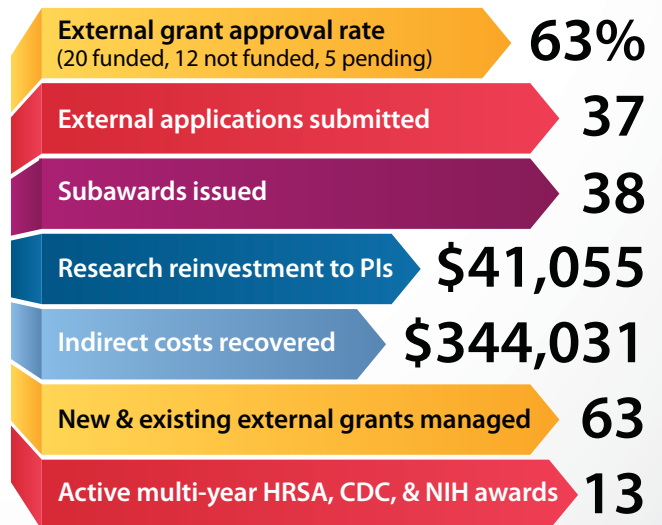 External grant approval rate
(20 funded, 12 not funded, 5 pending)
63%
External applications submitted
37
Subawards issued
38
Research reinvestment to PIs
$41,055
Indirect costs recovered
$344,031
New & existing external grants managed
63
Active multi-year HRSA, CDC, & NIH awards
13